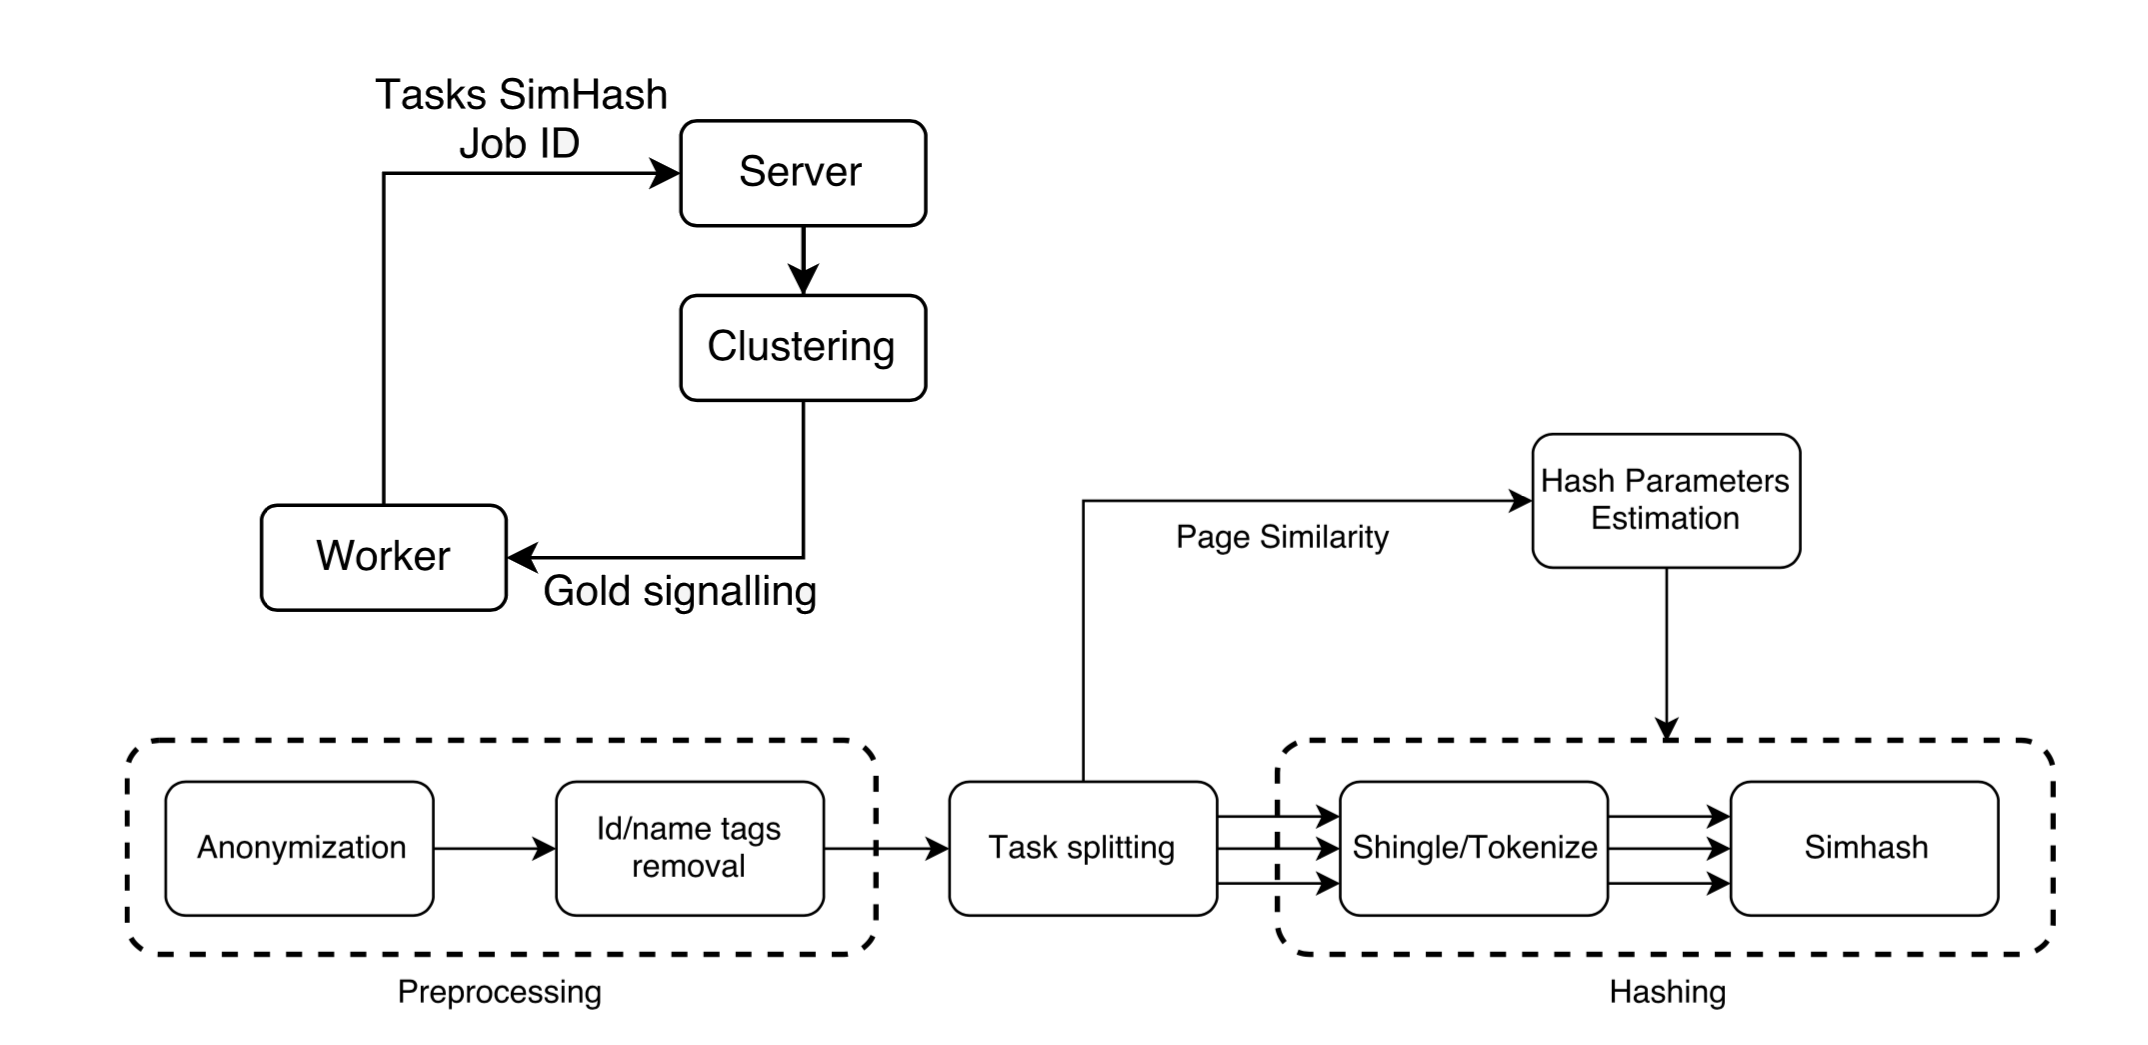 Tasks SimHash
Job ID
Server
Clustering
Worker
Gold signalling
Hash Parameters
Estimation
Page Similarity
Anonymization
Id/name tags
removal
Task splitting
Shingle/Tokenize
Simhash
Preprocessing
Hashing